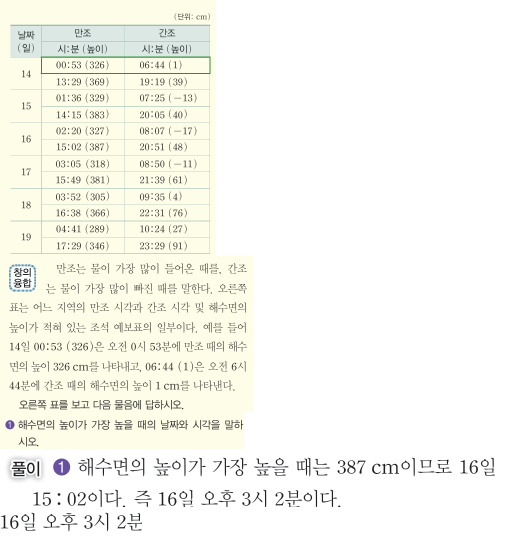 (단위: cm)
날짜 (일) 만조 간조
시:분 (높이) 시:분 (높이)
14 00:53 (326) 06:44 (1)
13:29 (369) 19:19 (39)
15 01:36 (329) 07:25 (-13)
14:15 (383) 20:05 (40)
16 02:20 (327) 08:07 (-17)
15:02 (387) 20:51 (48)
17 03:05 (318) 08:50 (-11)
15:49 (381) 21:39 (61)
18 03:52 (305) 09:35 (4)
16:38 (366) 22:31 (76)
19 04:41 (289) 10:24 (27)
17:29 (346) 23:29 (91)
창의 융합 만조는 물이 가장 많이 들어온 때를, 간조
는 물이 가장 많이 빠진 때를 말한다. 오른쪽
표는 어느 지역의 만조 시각과 간조 시각 및 해수면의
높이가 적혀 있는 조석 예보표의 일부이다. 예를 들어
14일 00:53 (326)은 오전 0시 53분에 만조 때의 해수
면의 높이 326 cm를 나타내고, 06:44 (1)은 오전 6시
44분에 간조 때의 해수면의 높이 1 cm를 나타낸다.
오른쪽 표를 보고 다음 물음에 답하시오.
❶ 해수면의 높이가 가장 높을 때의 날짜와 시각을 말하
시오.
풀이 ❶ 해수면의 높이가 가장 높을 때는 387 cm이므로 16일
15:02이다. 즉 16일 오후 3시 2분이다.
16일 오후 3시 2분